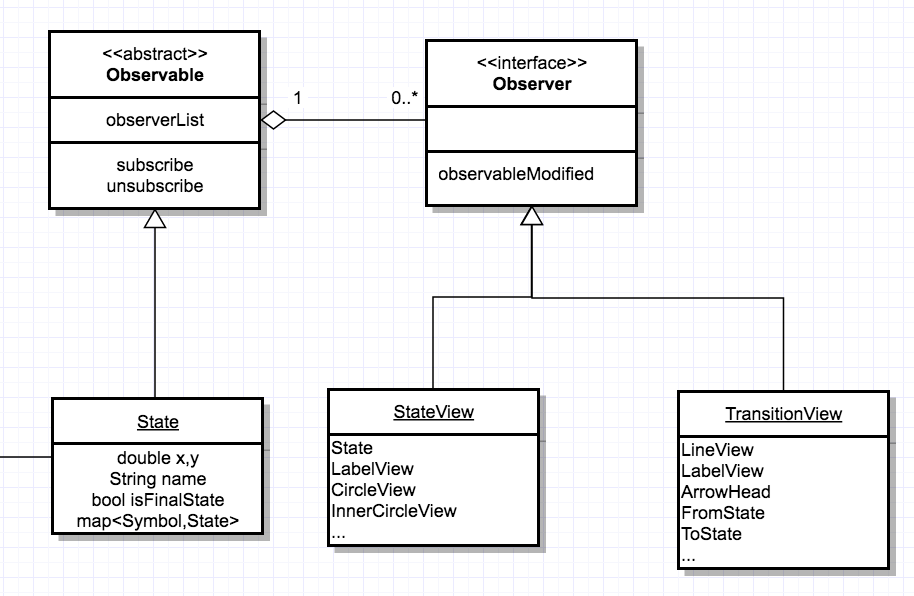 <<abstract>>
Observable
observerList
subscribe
unsubscribe
1
0..*
<<interface>>
Observer
observableModified
State
double x,y
String name
bool isFinalState
map<Symbol,State>
StateView
State
LabelView
CircleView
InnerCircleView
...
TransitionView
LineView
LabelView
ArrowHead
FromState
ToState
...